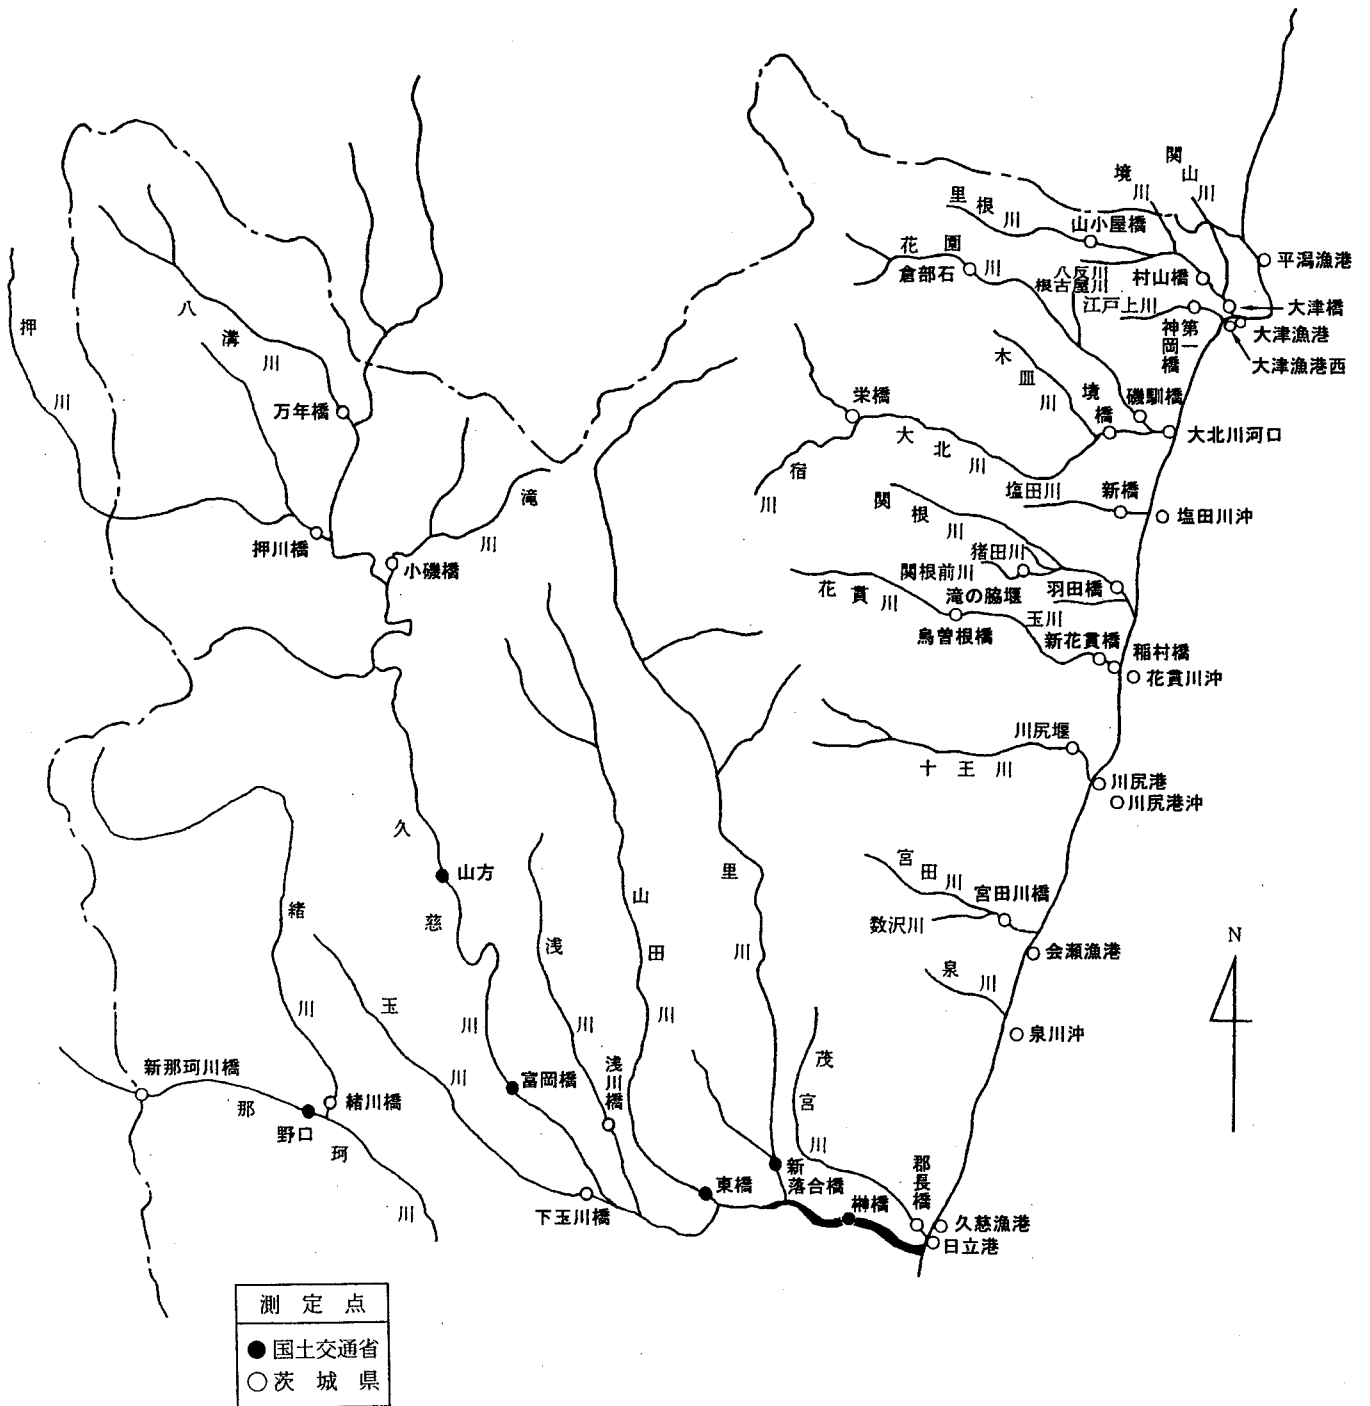 関山川
境川
里根川
山小屋橋
花園川
倉部石
八反川
根古屋川
村山橋
平潟漁港
江戸上川
大津橋
神岡第一橋
大津漁港
大津漁港西
押川
八溝川
万年橋
木皿川
栄橋
境橋
磯馴橋
大北川
大北川河口
宿川
滝川
塩田川
新橋
塩田川沖
関根川
押川橋
小磯橋
猪田川
関根前川
羽田橋
花貫川
滝の脇堰
玉川
鳥曽根橋
新花貫橋
稲村橋
花貫川沖
川尻堰
十王川
川尻港
川尻港沖
久慈川
山方
里川
宮田川
宮田川橋
数沢川
会瀬漁港
緒川
山田川
浅川
泉川
泉川沖
玉川
茂宮川
新那珂川橋
緒川橋
那珂川
野口
富岡橋
浅川橋
新落合橋
郡長橋
東橋
下玉川橋
榊橋
久慈漁港
日立港
N
測定点
●国土交通省
○茨城県